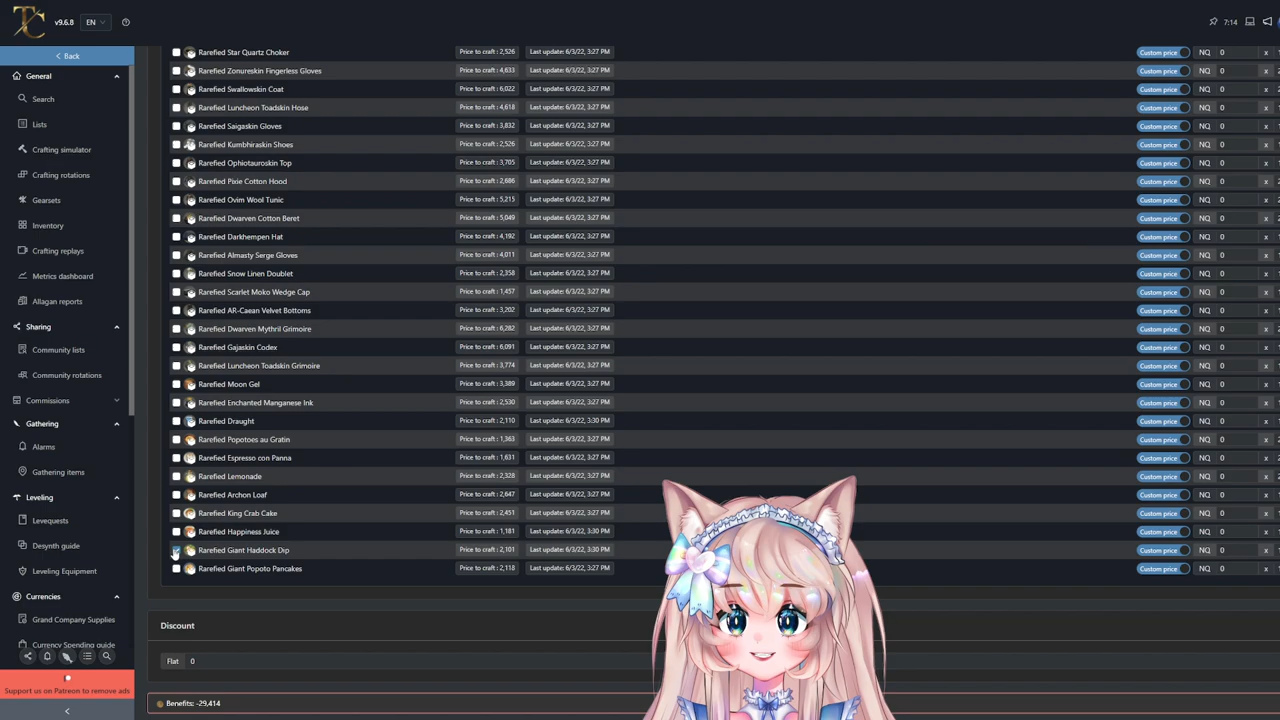 TC v9.6.8 EN 7:14
Back
General
Search
Lists
Crafting simulator
Crafting rotations
Gearsets
Inventory
Crafting replays
Metrics dashboard
Allagan reports
Sharing
Community lists
Community rotations
Commissions
Gathering
Alarms
Gathering items
Leveling
Levequests
Desynth guide
Leveling Equipment
Currencies
Grand Company Supplies
Currency Spending guide
Support us on Patreon to remove ads
Rarefied Star Quartz Choker Price to craft : 2,526 Last update: 6/3/22, 3:27 PM Custom price NQ 0 x
Rarefied Zonureskin Fingerless Gloves Price to craft : 4,633 Last update: 6/3/22, 3:27 PM Custom price NQ 0 x
Rarefied Swallowskin Coat Price to craft : 6,022 Last update: 6/3/22, 3:27 PM Custom price NQ 0 x
Rarefied Luncheon Toadskin Hose Price to craft : 4,618 Last update: 6/3/22, 3:27 PM Custom price NQ 0 x
Rarefied Saigaskin Gloves Price to craft : 3,832 Last update: 6/3/22, 3:27 PM Custom price NQ 0 x
Rarefied Kumbhiraskin Shoes Price to craft : 2,526 Last update: 6/3/22, 3:27 PM Custom price NQ 0 x
Rarefied Ophiotauroskin Top Price to craft : 3,705 Last update: 6/3/22, 3:27 PM Custom price NQ 0 x
Rarefied Pixie Cotton Hood Price to craft : 2,686 Last update: 6/3/22, 3:27 PM Custom price NQ 0 x
Rarefied Ovim Wool Tunic Price to craft : 5,215 Last update: 6/3/22, 3:27 PM Custom price NQ 0 x
Rarefied Dwarven Cotton Beret Price to craft : 5,049 Last update: 6/3/22, 3:27 PM Custom price NQ 0 x
Rarefied Darkhempen Hat Price to craft : 4,192 Last update: 6/3/22, 3:27 PM Custom price NQ 0 x
Rarefied Almasty Serge Gloves Price to craft : 4,011 Last update: 6/3/22, 3:27 PM Custom price NQ 0 x
Rarefied Snow Linen Doublet Price to craft : 2,358 Last update: 6/3/22, 3:27 PM Custom price NQ 0 x
Rarefied Scarlet Moko Wedge Cap Price to craft : 1,457 Last update: 6/3/22, 3:27 PM Custom price NQ 0 x
Rarefied AR-Caean Velvet Bottoms Price to craft : 3,202 Last update: 6/3/22, 3:27 PM Custom price NQ 0 x
Rarefied Dwarven Mythril Grimoire Price to craft : 6,282 Last update: 6/3/22, 3:27 PM Custom price NQ 0 x
Rarefied Gajaskin Codex Price to craft : 6,091 Last update: 6/3/22, 3:27 PM Custom price NQ 0 x
Rarefied Luncheon Toadskin Grimoire Price to craft : 3,774 Last update: 6/3/22, 3:27 PM Custom price NQ 0 x
Rarefied Moon Gel Price to craft : 3,389 Last update: 6/3/22, 3:27 PM Custom price NQ 0 x
Rarefied Enchanted Manganese Ink Price to craft : 2,530 Last update: 6/3/22, 3:27 PM Custom price NQ 0 x
Rarefied Draught Price to craft : 2,110 Last update: 6/3/22, 3:30 PM Custom price NQ 0 x
Rarefied Popotoes au Gratin Price to craft : 1,363 Last update: 6/3/22, 3:27 PM Custom price NQ 0 x
Rarefied Espresso con Panna Price to craft : 1,631 Last update: 6/3/22, 3:27 PM Custom price NQ 0 x
Rarefied Lemonade Price to craft : 2,328 Last update: 6/3/22, 3:27 PM Custom price NQ 0 x
Rarefied Archon Loaf Price to craft : 2,647 Last update: 6/3/22, 3:27 PM Custom price NQ 0 x
Rarefied King Crab Cake Price to craft : 2,451 Last update: 6/3/22, 3:27 PM Custom price NQ 0 x
Rarefied Happiness Juice Price to craft : 1,181 Last update: 6/3/22, 3:30 PM Custom price NQ 0 x
Rarefied Giant Haddock Dip Price to craft : 2,101 Last update: 6/3/22, 3:30 PM Custom price NQ 0 x
Rarefied Giant Popoto Pancakes Price to craft : 2,118 Last update: 6/3/22, 3:27 PM Custom price NQ 0 x
Discount
Flat 0
Benefits: -29,414